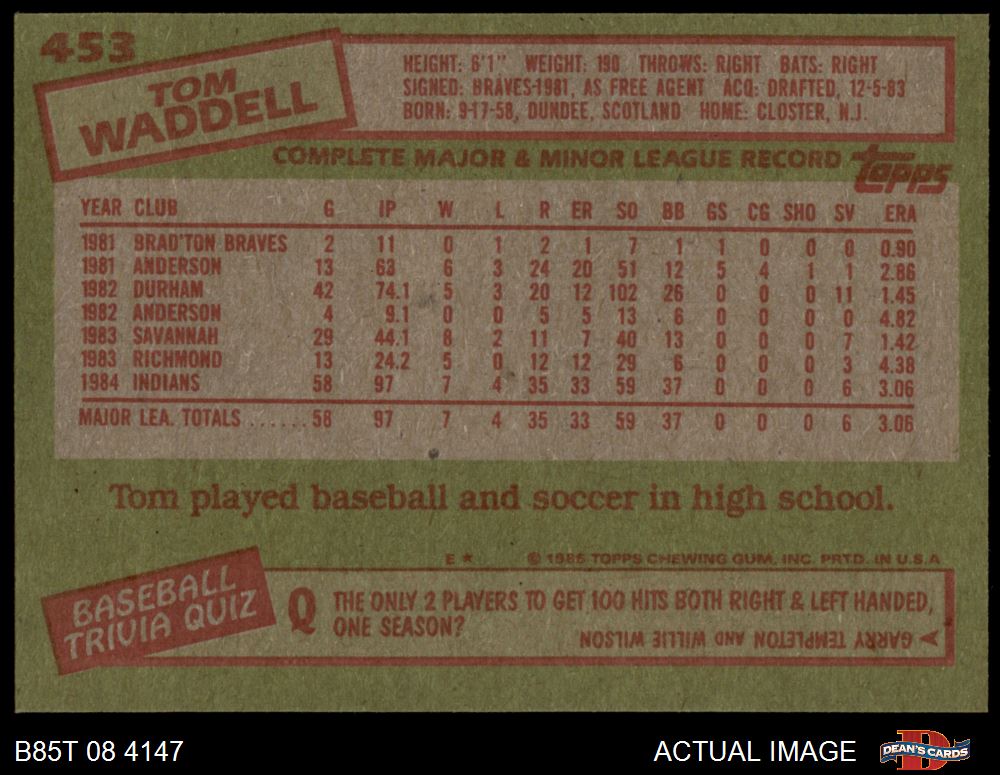 453
TOM
WADDELL
HEIGHT: 6'1" WEIGHT: 190 THROWS: RIGHT BATS: RIGHT
SIGNED: BRAVES-1981, AS FREE AGENT ACQ: DRAFTED, 12-5-83
BORN: 9-17-58, DUNDEE, SCOTLAND HOME: CLOSTER, N.J.
COMPLETE MAJOR & MINOR LEAGUE RECORD topps
YEAR CLUB G IP W L R ER SO BB GS CG SHO SV ERA
1981 BRAD'TON BRAVES 2 11 0 1 2 1 7 1 1 0 0 0 0.90
1981 ANDERSON 13 63 6 3 24 20 51 12 5 4 1 1 2.86
1982 DURHAM 42 74.1 5 3 20 12 102 26 0 0 0 11 1.45
1982 ANDERSON 4 9.1 0 0 5 5 13 6 0 0 0 0 4.82
1983 SAVANNAH 29 44.1 8 2 11 7 40 13 0 0 0 7 1.42
1983 RICHMOND 13 24.2 5 0 12 12 29 6 0 0 0 3 4.38
1984 INDIANS 58 97 7 4 35 33 59 37 0 0 0 6 3.06
MAJOR LEA. TOTALS ...... 58 97 7 4 35 33 59 37 0 0 0 6 3.06
Tom played baseball and soccer in high school.
E * © 1985 TOPPS CHEWING GUM, INC. PRTD. IN U.S.A
BASEBALL
TRIVIA QUIZ
Q THE ONLY 2 PLAYERS TO GET 100 HITS BOTH RIGHT & LEFT HANDED,
ONE SEASON?
A GARRY TEMPLETON AND WILLIE WILSON
B85T 08 4147
ACTUAL IMAGE
D
DEAN'S CARDS